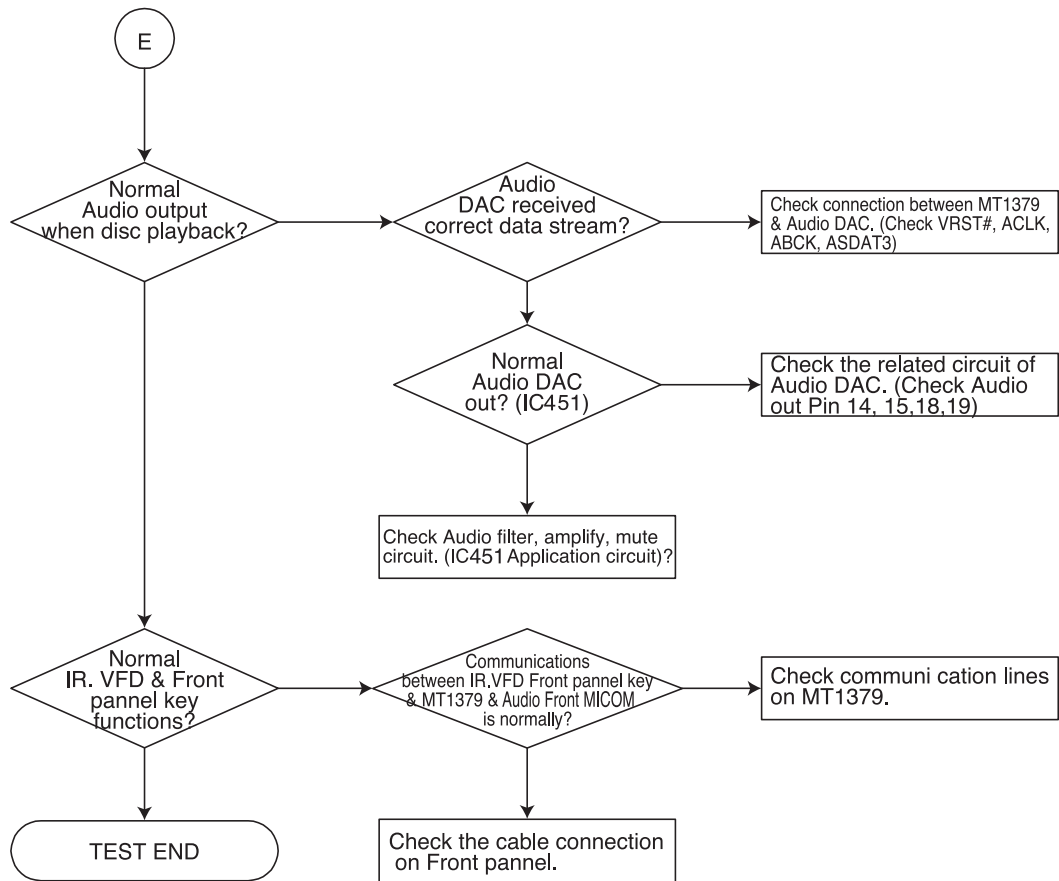 E
Normal
Audio output
when disc playback?
Audio
DAC received
correct data stream?
Check connection between MT1379
& Audio DAC. (Check VRST#, ACLK,
ABCK, ASDAT3)
Normal
Audio DAC
out? (IC451)
Check the related circuit of
Audio DAC. (Check Audio
out Pin 14, 15,18,19)
Check Audio filter, amplify, mute
circuit. (IC451 Application circuit)?
Normal
IR. VFD & Front
pannel key
functions?
Communications
between IR,VFD Front pannel key
& MT1379 & Audio Front MICOM
is normally?
Check communi cation lines
on MT1379.
TEST END
Check the cable connection
on Front pannel.